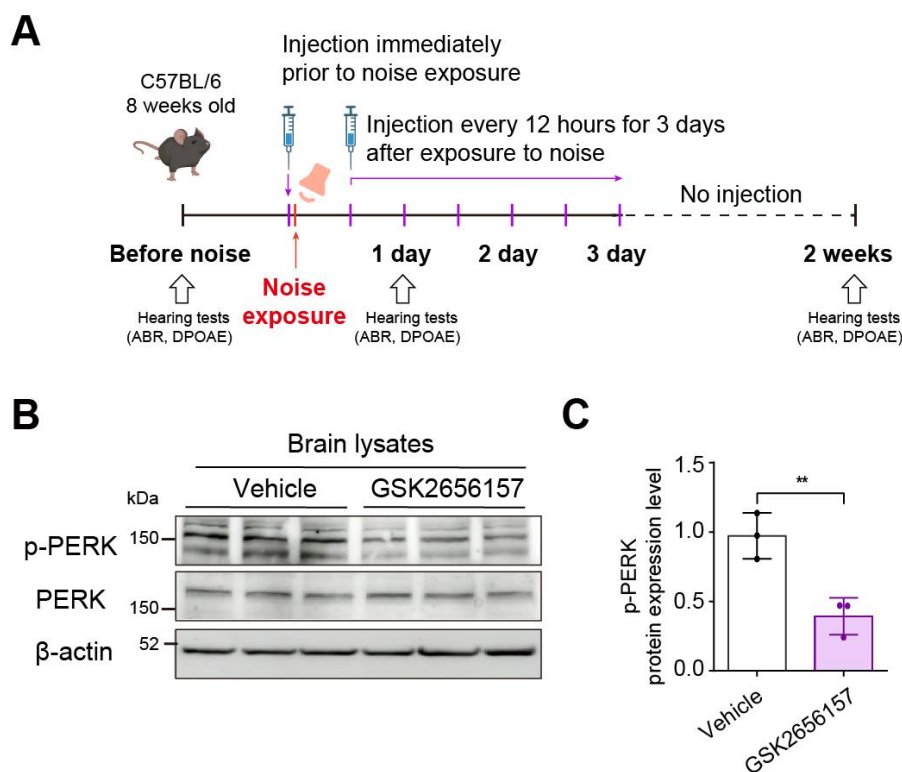 A
C57BL/6
8 weeks old
Injection immediately
prior to noise exposure
Injection every 12 hours for 3 days
after exposure to noise
No injection
Before noise
Noise
exposure
1 day
2 day
3 day
2 weeks
Hearing tests
(ABR, DPOAE)
Hearing tests
(ABR, DPOAE)
Hearing tests
(ABR, DPOAE)
B
Brain lysates
Vehicle
GSK2656157
kDa
p-PERK
150
PERK
150
β-actin
52
C
p-PERK
protein expression level
1.5
1.0
0.5
0.0
**
Vehicle
GSK2656157